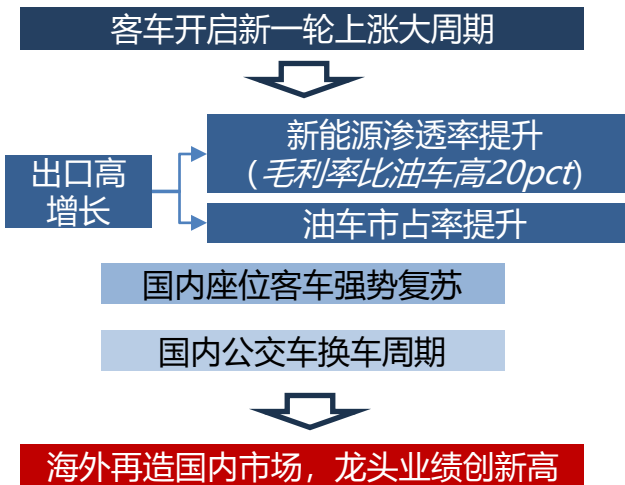 客车开启新一轮上涨大周期
出口高
增长
新能源渗透率提升
（毛利率比油车高20pct）
油车市占率提升
国内座位客车强势复苏
国内公交车换车周期
海外再造国内市场，龙头业绩创新高